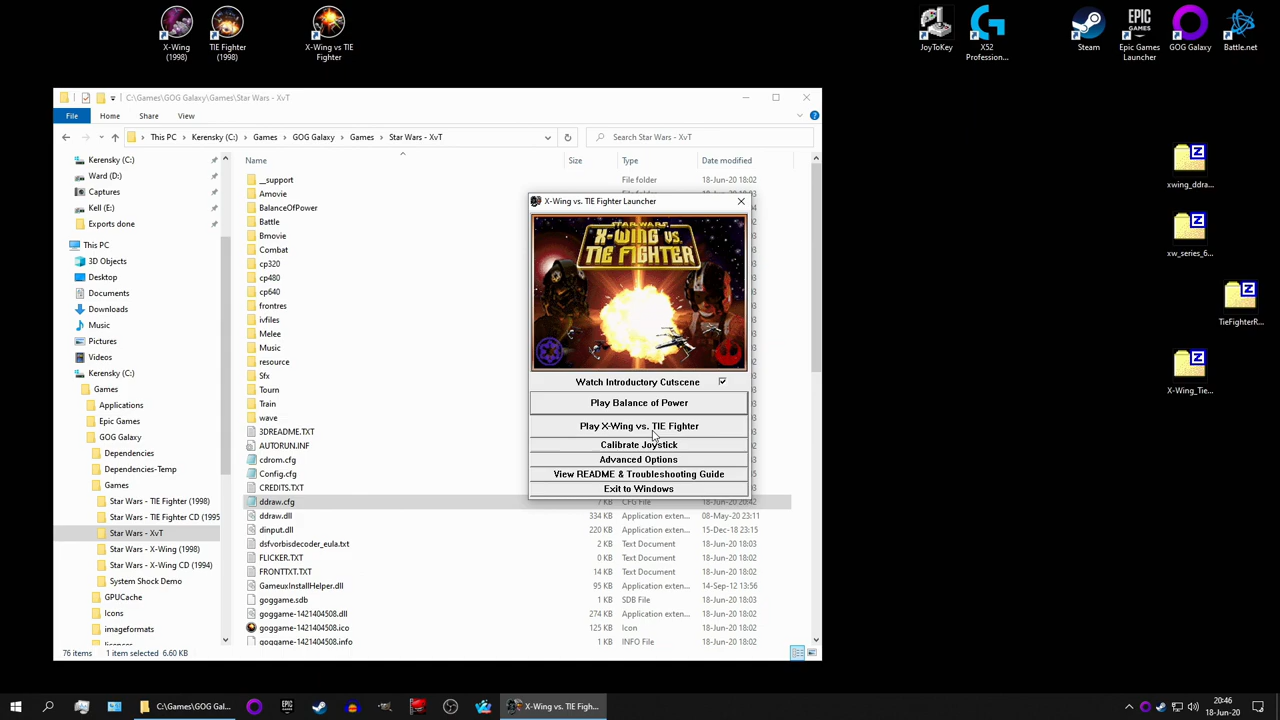 X-Wing
(1998)
TIE Fighter
(1998)
X-Wing vs TIE
Fighter
JoyToKey
X52
Profession...
Steam
EPIC
GAMES
Epic Games
Launcher
GOG Galaxy
Battle.net
C:\Games\GOG Galaxy\Games\Star Wars - XvT
File
Home
Share
View
This PC
Kerensky (C:)
Games
GOG Galaxy
Games
Star Wars - XvT
Search Star Wars - XvT
Kerensky (C:)
Ward (D:)
Captures
Kell (E:)
Exports done
This PC
3D Objects
Desktop
Documents
Downloads
Music
Pictures
Videos
Kerensky (C:)
Games
Applications
Epic Games
GOG Galaxy
Dependencies
Dependencies-Temp
Games
Star Wars - TIE Fighter (1998)
Star Wars - TIE Fighter CD (1995
Star Wars - XvT
Star Wars - X-Wing (1998)
Star Wars - X-Wing CD (1994)
System Shock Demo
GPUCache
Icons
imageformats
Name
Size
Type
Date modified
__support
File folder
18-Jun-20 18:02
Amovie
BalanceOfPower
Battle
Bmovie
Combat
cp320
cp480
cp640
frontres
ivfiles
Melee
Music
resource
Sfx
Tourn
Train
wave
3DREADME.TXT
AUTORUN.INF
cdrom.cfg
Config.cfg
CREDITS.TXT
ddraw.cfg
7 KB
CFG File
18-Jun-20 20:42
ddraw.dll
334 KB
Application exten...
08-May-20 23:11
dinput.dll
220 KB
Application exten...
15-Dec-18 23:15
dsfvorbisdecoder_eula.txt
2 KB
Text Document
18-Jun-20 18:03
FLICKER.TXT
0 KB
Text Document
18-Jun-20 18:02
FRONTTXT.TXT
14 KB
Text Document
18-Jun-20 18:02
GameuxInstallHelper.dll
95 KB
Application exten...
14-Sep-12 13:56
goggame.sdb
1 KB
SDB File
18-Jun-20 18:03
goggame-1421404508.dll
274 KB
Application exten...
18-Jun-20 18:02
goggame-1421404508.ico
125 KB
Icon
18-Jun-20 18:02
goggame-1421404508.info
1 KB
INFO File
18-Jun-20 18:02
76 items
1 item selected
6.60 KB
X-Wing vs. TIE Fighter Launcher
STAR WARS
X-WING VS.
TIE FIGHTER
Watch Introductory Cutscene
Play Balance of Power
Play X-Wing vs. TIE Fighter
Calibrate Joystick
Advanced Options
View README & Troubleshooting Guide
Exit to Windows
xwing_ddra...
xw_series_6...
TieFighterR...
X-Wing_Tie...
C:\Games\GOG Gal...
X-Wing vs. TIE Figh...
20:46
18-Jun-20